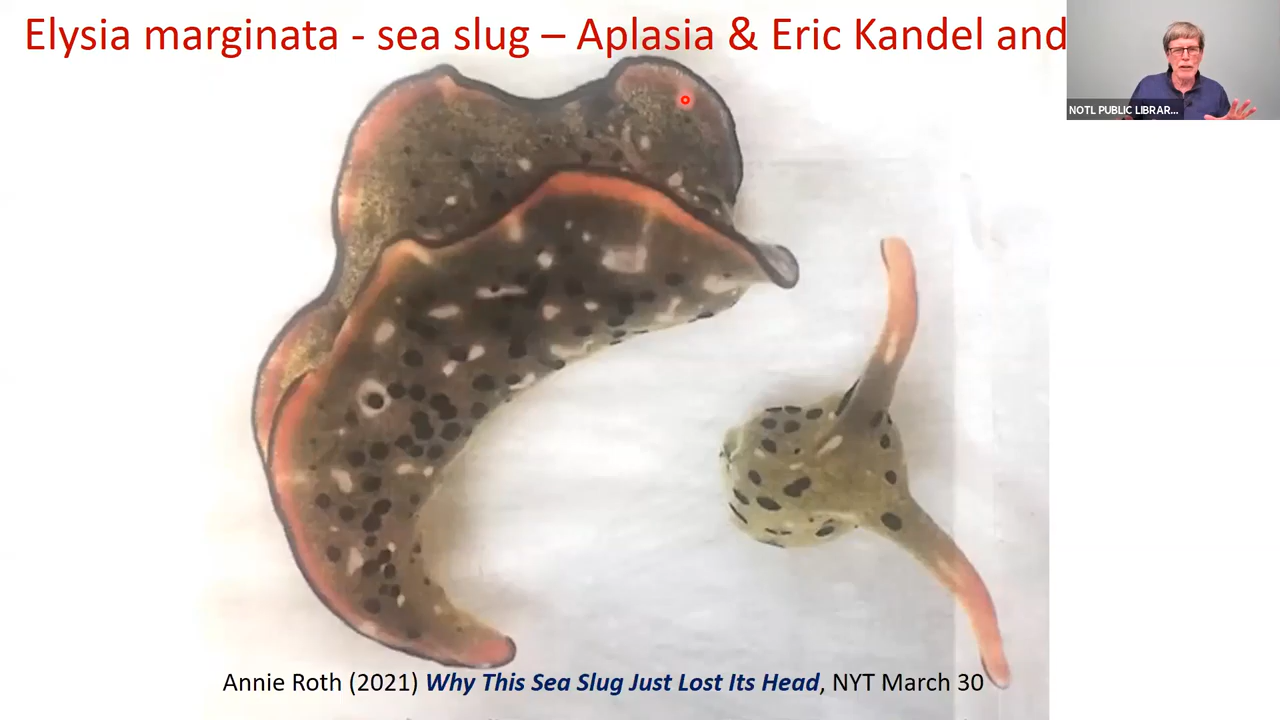 Elysia marginata - sea slug – Aplasia & Eric Kandel and
NOTL PUBLIC LIBRAR...
Annie Roth (2021) Why This Sea Slug Just Lost Its Head, NYT March 30